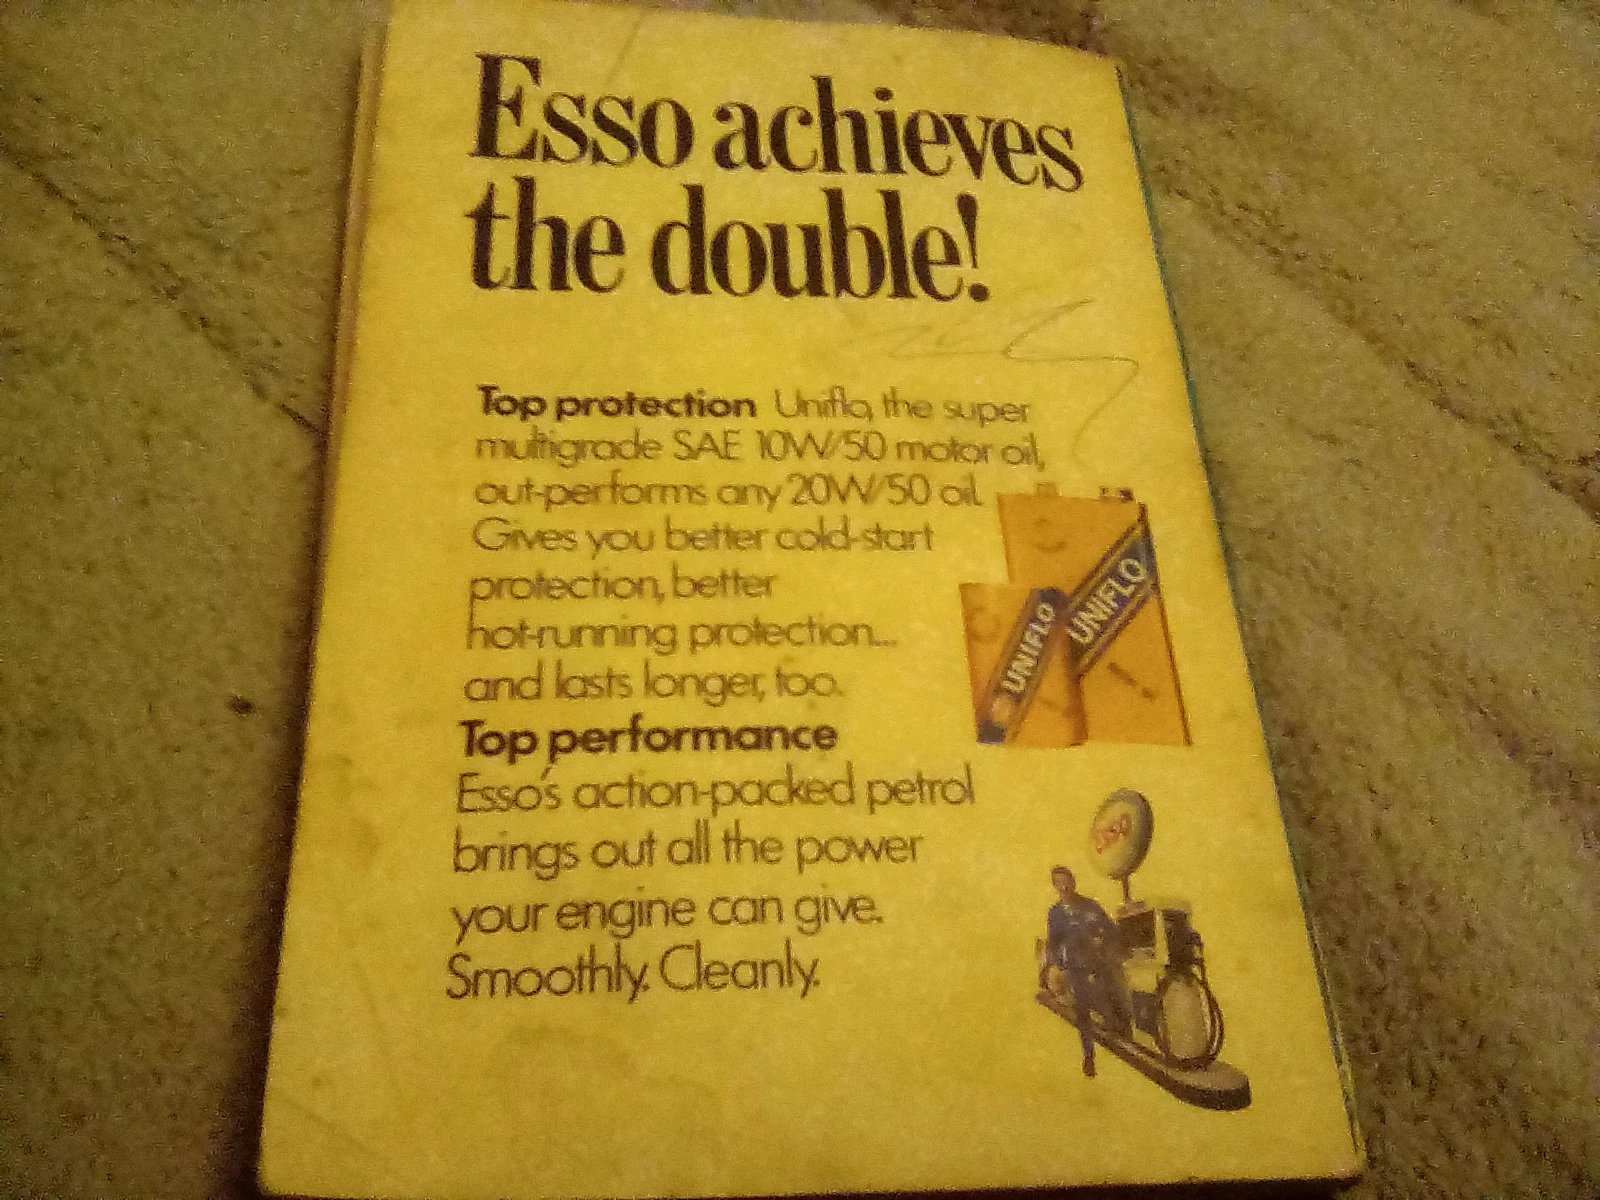 Esso achieves
the double!
Top protection Uniflo, the super
multigrade SAE 10W/50 motor oil,
out-performs any 20W/50 oil.
Gives you better cold-start
protection, better
hot-running protection...
and lasts longer, too.
UNIFLO
UNIFLO
Top performance
Esso's action-packed petrol
brings out all the power
your engine can give.
Smoothly. Cleanly.
Esso